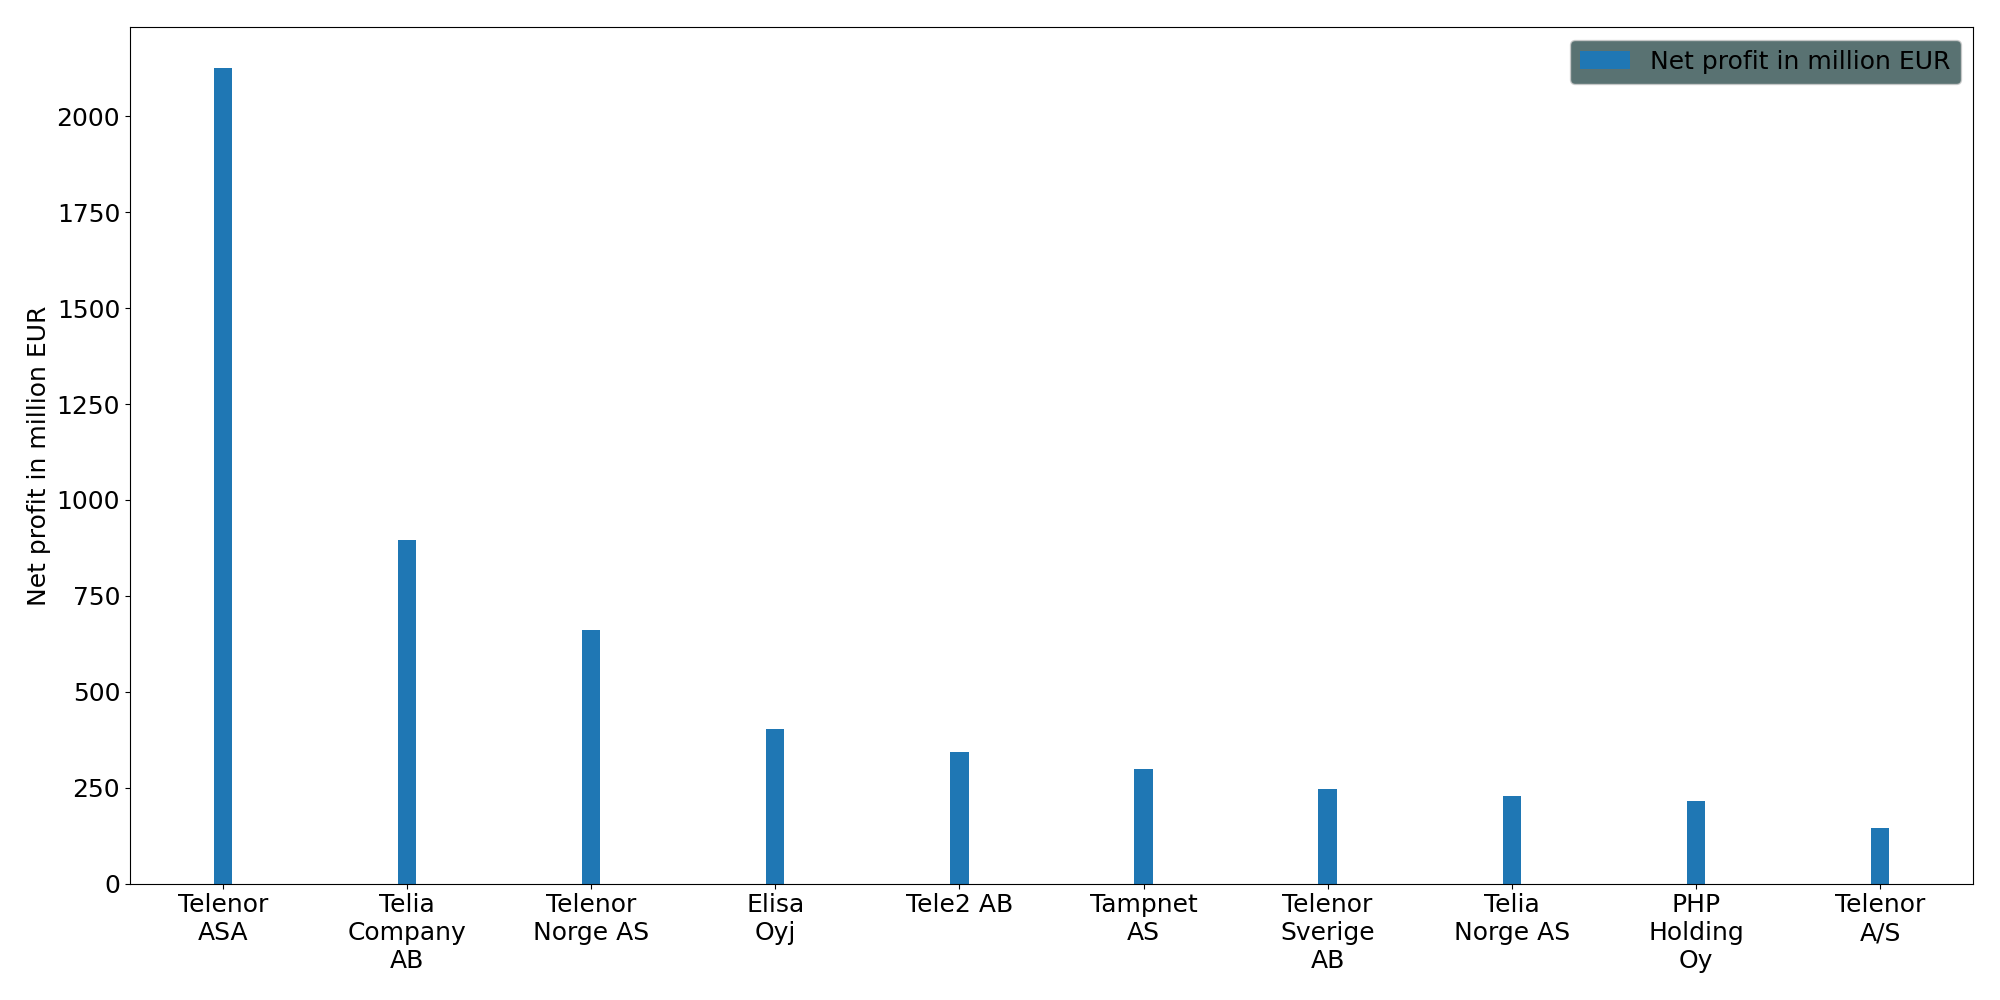 Net profit in million EUR
Net profit in million EUR
2000
1750
1500
1250
1000
750
500
250
0
Telenor
ASA
Telia
Company
AB
Telenor
Norge AS
Elisa
Oyj
Tele2 AB
Tampnet
AS
Telenor
Sverige
AB
Telia
Norge AS
PHP
Holding
Oy
Telenor
A/S